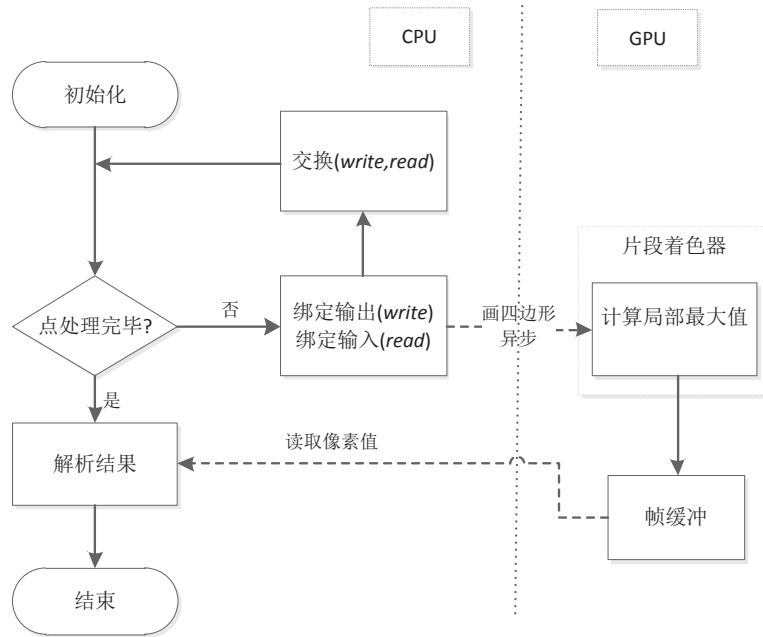 CPU
GPU
初始化
交换(write,read)
片段着色器
点处理完毕?
否
绑定输出(write)
绑定输入(read)
画四边形
异步
计算局部最大值
是
解析结果
读取像素值
帧缓冲
结束